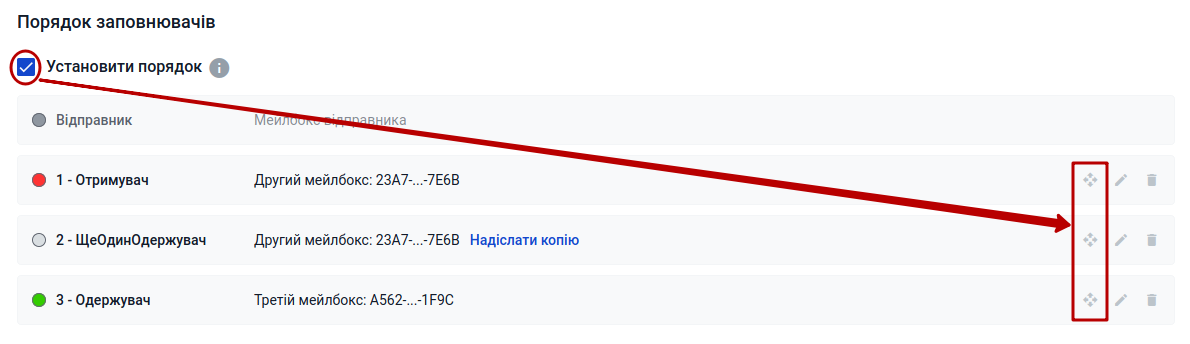 Порядок заповнювачів
Установити порядок
Відправник Мейлбокс відправника
1 - Отримувач Другий мейлбокс: 23A7-...-7E6B
2 - ЩеОдинОдержувач Другий мейлбокс: 23A7-...-7E6B Надіслати копію
3 - Одержувач Третій мейлбокс: A562-...-1F9C